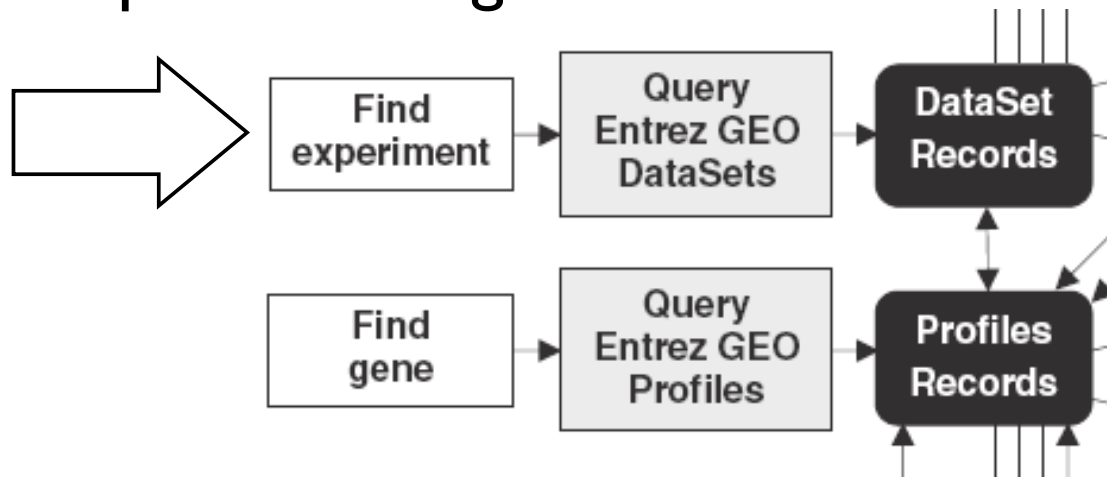 Find
experiment
Query
Entrez GEO
DataSets
DataSet
Records
Find
gene
Query
Entrez GEO
Profiles
Profiles
Records